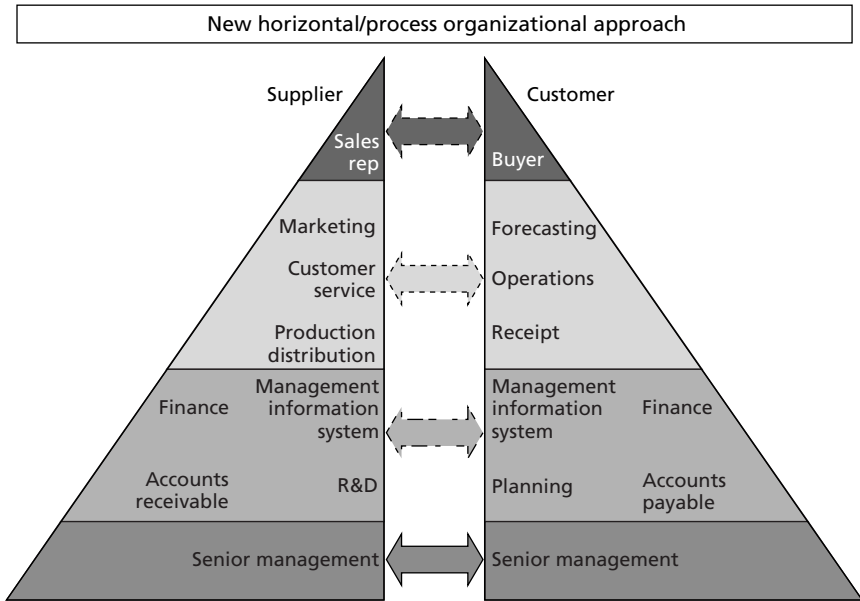 New horizontal/process organizational approach
Supplier
Customer
Sales
rep
Buyer
Marketing
Forecasting
Customer
service
Operations
Production
distribution
Receipt
Finance
Management
information
system
Management
information
system
Finance
Accounts
receivable
R&D
Planning
Accounts
payable
Senior management
Senior management